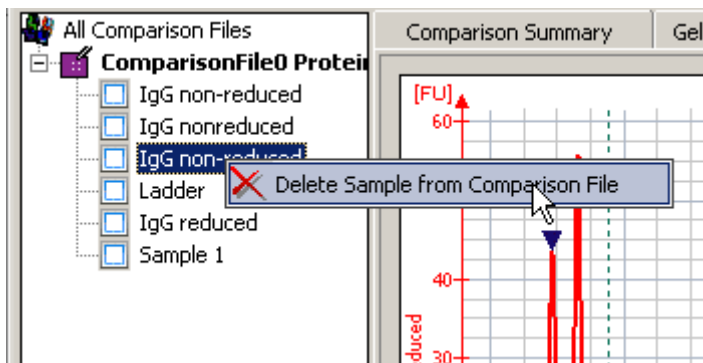 All Comparison Files
Comparison Summary
Gel
ComparisonFile0 Protei
IgG non-reduced
IgG nonreduced
IgG non-reduced
Delete Sample from Comparison File
Ladder
IgG reduced
Sample 1
[FU]
60
40
30
duced